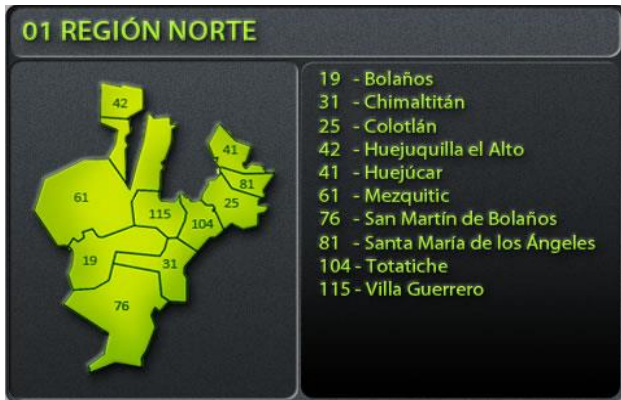 01 REGIÓN NORTE
42
41
81
61
25
115
104
19
31
76
19 - Bolaños
31 - Chimaltitán
25 - Colotlán
42 - Huejuquilla el Alto
41 - Huejúcar
61 - Mezquitic
76 - San Martín de Bolaños
81 - Santa María de los Ángeles
104 - Totatiche
115 - Villa Guerrero